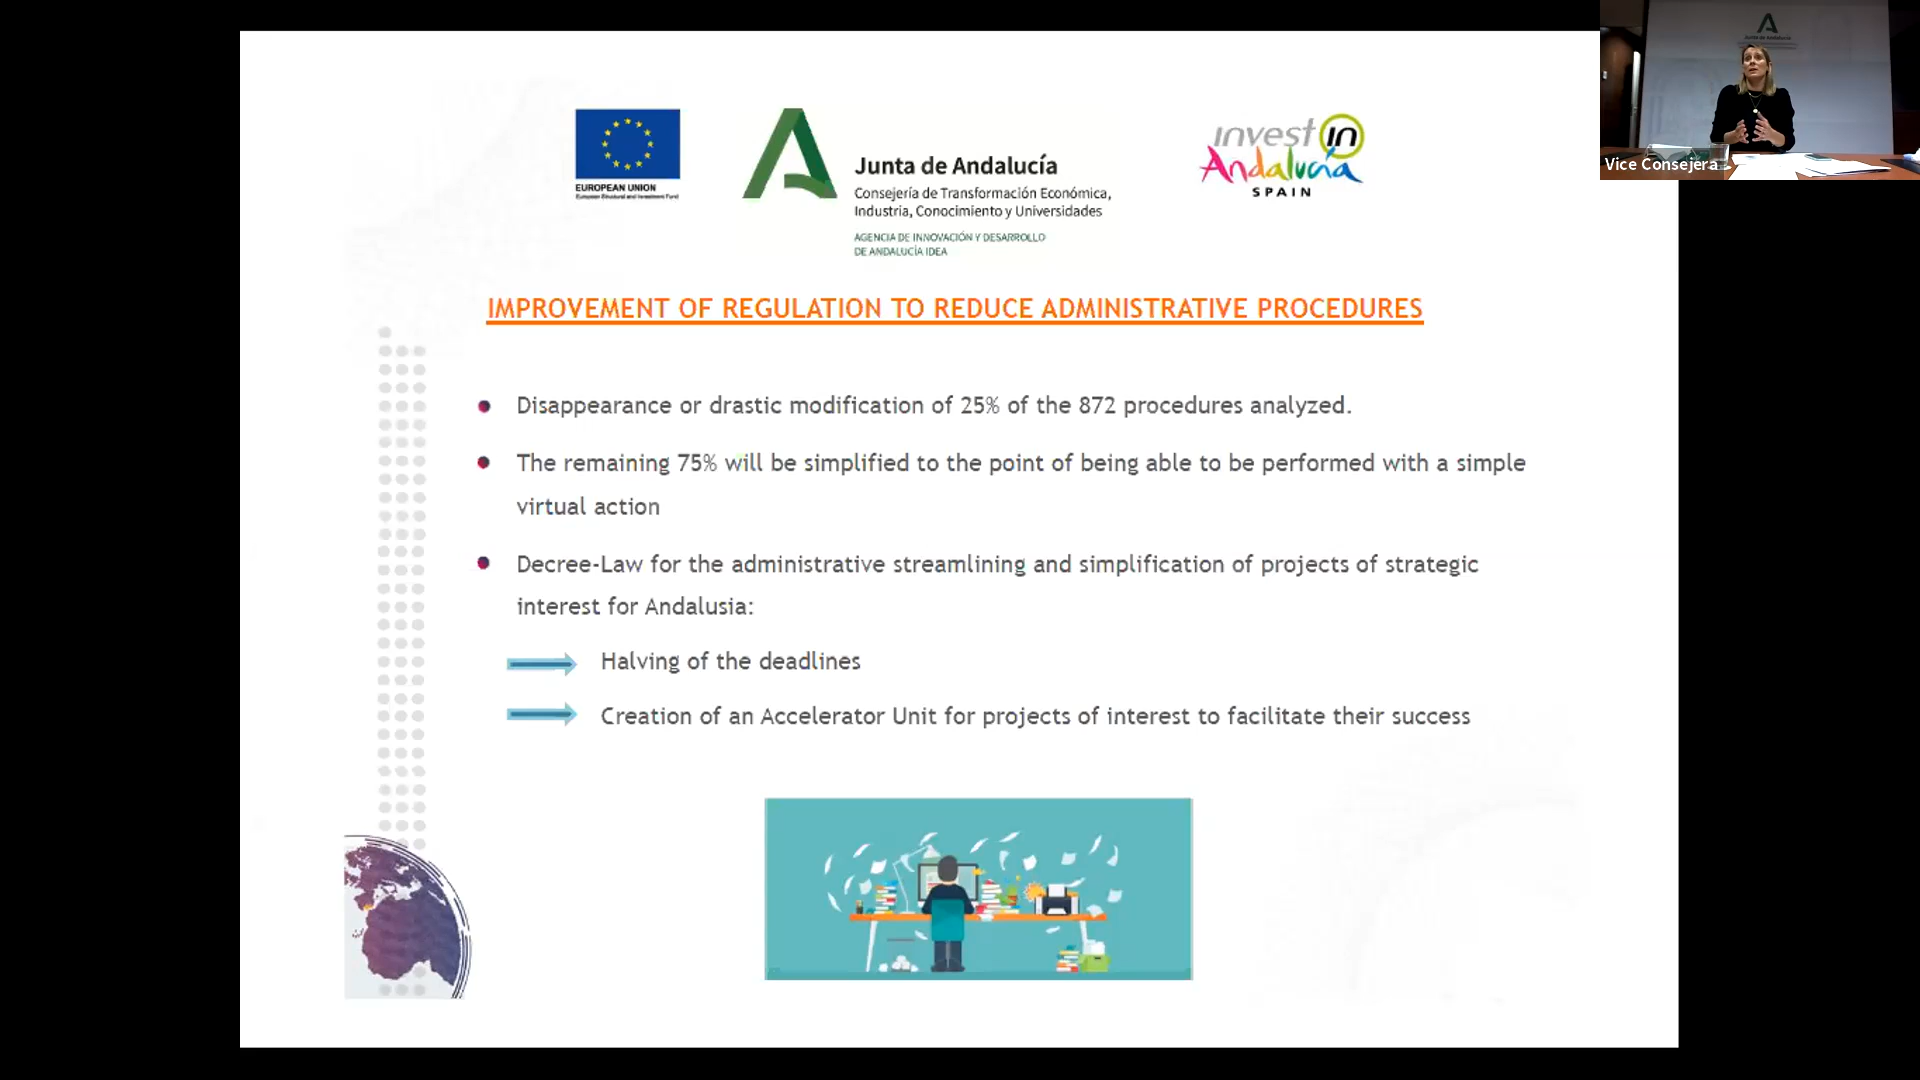 EUROPEAN UNION
European Structural and Investment Fund
Junta de Andalucía
Consejería de Transformación Económica,
Industria, Conocimiento y Universidades
AGENCIA DE INNOVACIÓN Y DESARROLLO
DE ANDALUCÍA IDEA
invest in
Andalucía
SPAIN
Junta de Andalucía
Vice Consejera
IMPROVEMENT OF REGULATION TO REDUCE ADMINISTRATIVE PROCEDURES
Disappearance or drastic modification of 25% of the 872 procedures analyzed.
The remaining 75% will be simplified to the point of being able to be performed with a simple
virtual action
Decree-Law for the administrative streamlining and simplification of projects of strategic
interest for Andalusia:
Halving of the deadlines
Creation of an Accelerator Unit for projects of interest to facilitate their success